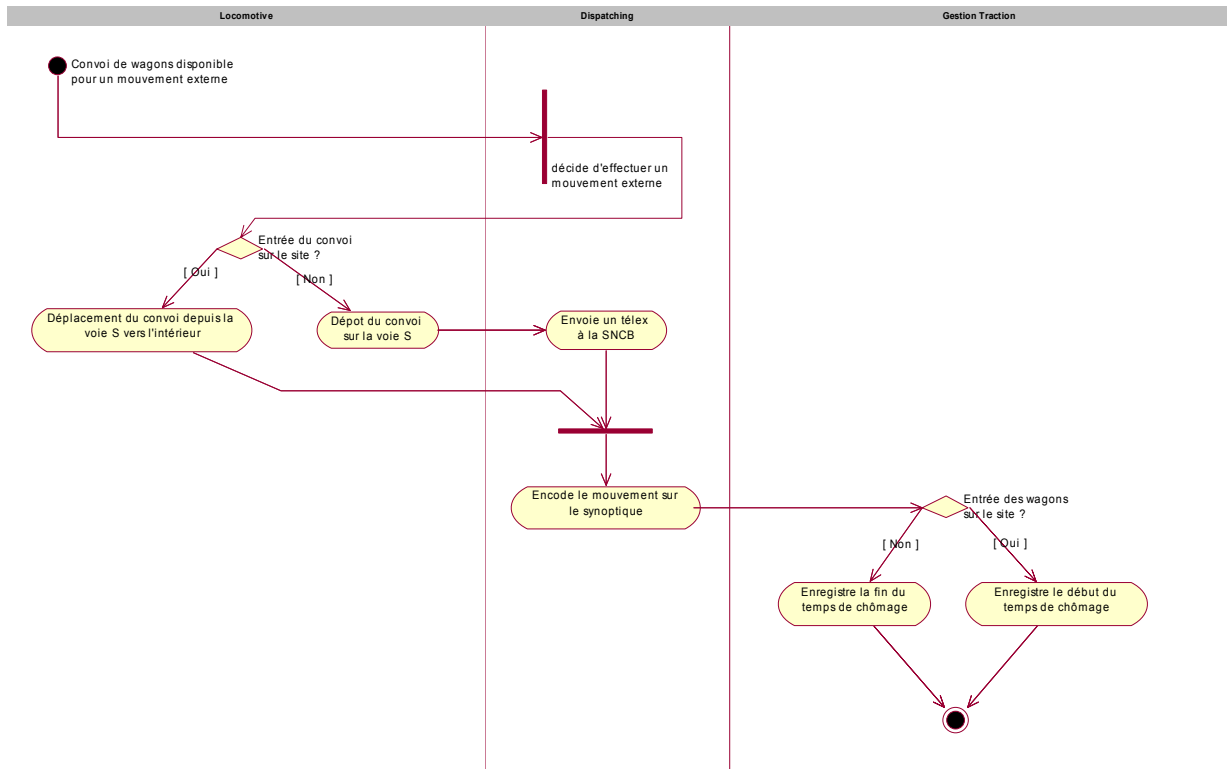 Locomotive
Dispatching
Gestion Traction
Convoi de wagons disponible
pour un mouvement externe
décide d'effectuer un
mouvement externe
Entrée du convoi
sur le site ?
[ Oui ]
[ Non ]
Déplacement du convoi depuis la
voie S vers l'intérieur
Dépot du convoi
sur la voie S
Envoie un télex
à la SNCB
Encode le mouvement sur
le synoptique
Entrée des wagons
sur le site ?
[ Non ]
[ Oui ]
Enregistre la fin du
temps de chômage
Enregistre le début du
temps de chômage